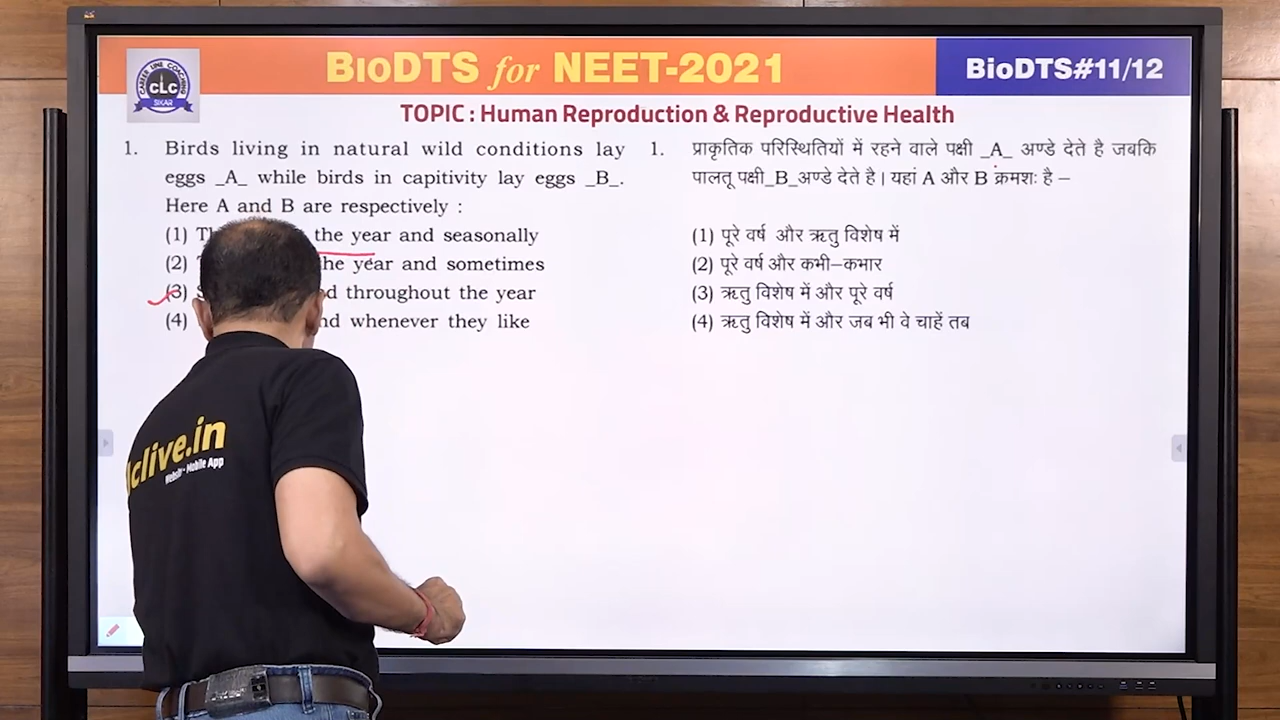 BIODTS for NEET-2021
BioDTS#11/12
CAREER LINE COACHING
CLC
SIKAR
TOPIC : Human Reproduction & Reproductive Health
1. Birds living in natural wild conditions lay
eggs _A_ while birds in capitivity lay eggs _B_.
Here A and B are respectively :
(1) the year and seasonally
(2) the year and sometimes
(3) throughout the year
(4) whenever they like
1. प्राकृतिक परिस्थितियों में रहने वाले पक्षी _A_ अण्डे देते है जबकि
पालतू पक्षी_B_अण्डे देते है। यहां A और B क्रमशः है –
(1) पूरे वर्ष और ऋतु विशेष में
(2) पूरे वर्ष और कभी–कभार
(3) ऋतु विशेष में और पूरे वर्ष
(4) ऋतु विशेष में और जब भी वे चाहें तब
clive.in
Website - Mobile App